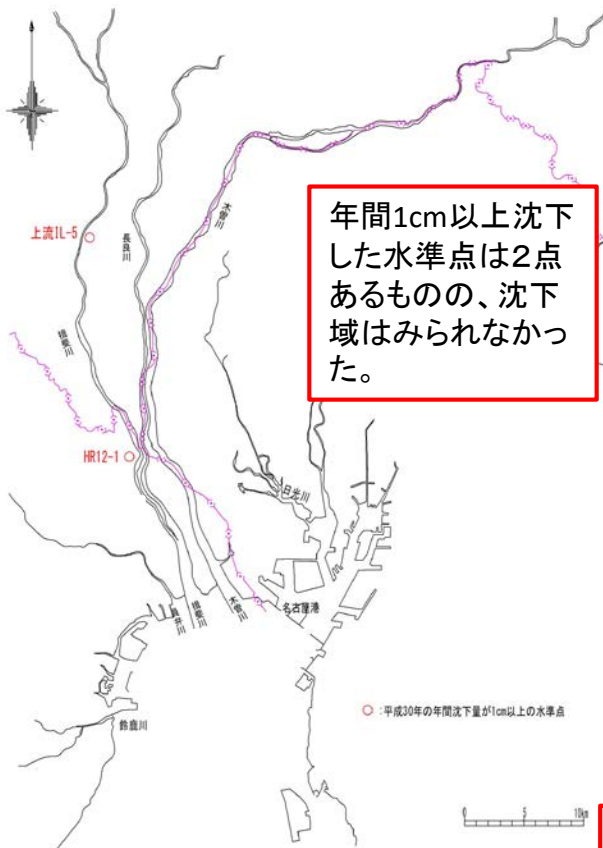 年間1cm以上沈下
した水準点は2点
あるものの、沈下
域はみられなかっ
た。
木曽川
上流IL-5
長良川
揖斐川
HR12-1
日光川
名古屋港
員弁川
揖斐川
木曽川
鈴鹿川
○:平成30年の年間沈下量が1cm以上の水準点
0 5 10km